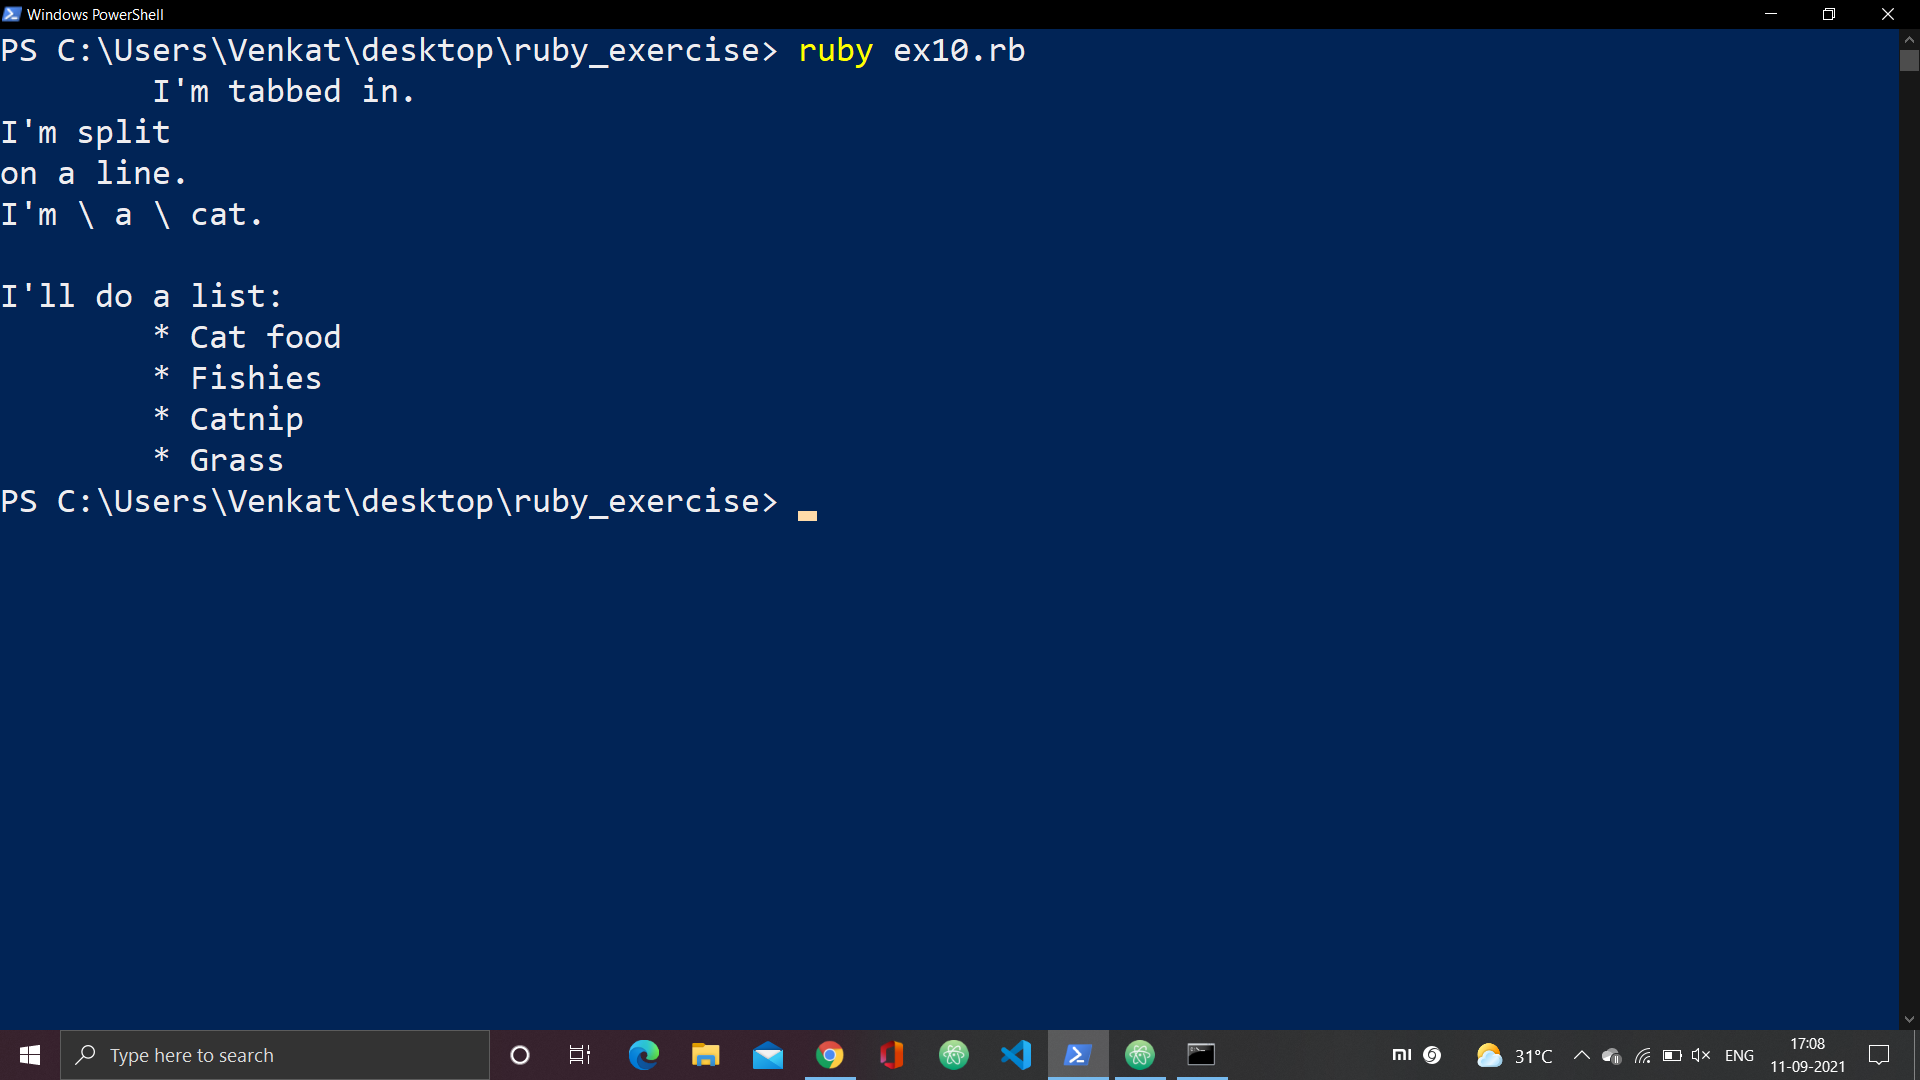 Windows PowerShell
PS C:\Users\Venkat\desktop\ruby_exercise> ruby ex10.rb
I'm tabbed in.
I'm split
on a line.
I'm \ a \ cat.
I'll do a list:
* Cat food
* Fishies
* Catnip
* Grass
PS C:\Users\Venkat\desktop\ruby_exercise>
Type here to search
31°C
ENG
17:08
11-09-2021